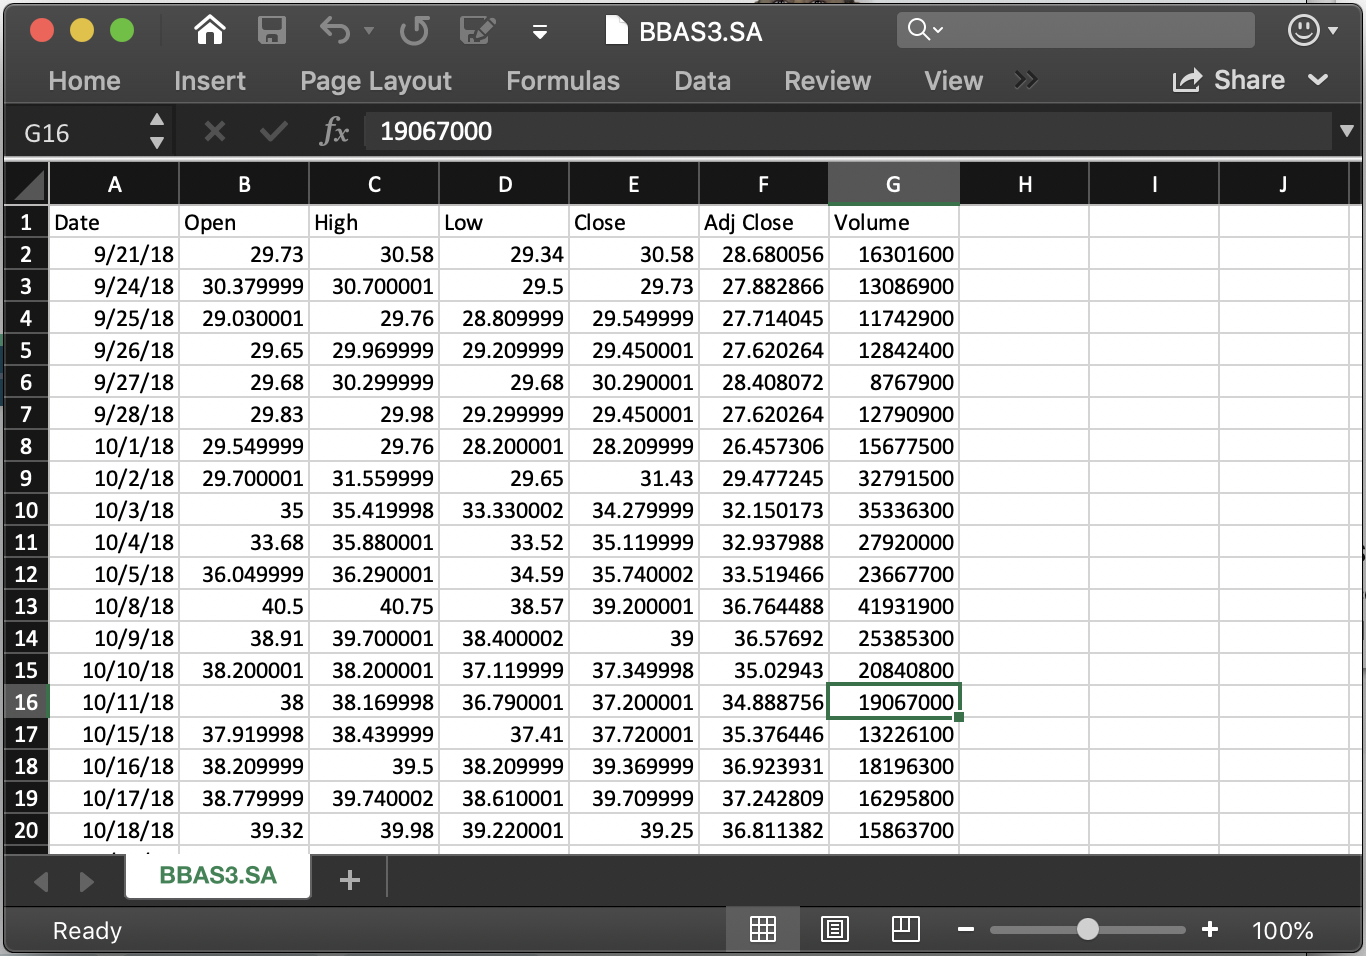 BBAS3.SA
Home Insert Page Layout Formulas Data Review View Share
G16 fx 19067000
A B C D E F G H I J
1 Date Open High Low Close Adj Close Volume
2 9/21/18 29.73 30.58 29.34 30.58 28.680056 16301600
3 9/24/18 30.379999 30.700001 29.5 29.73 27.882866 13086900
4 9/25/18 29.030001 29.76 28.809999 29.549999 27.714045 11742900
5 9/26/18 29.65 29.969999 29.209999 29.450001 27.620264 12842400
6 9/27/18 29.68 30.299999 29.68 30.290001 28.408072 8767900
7 9/28/18 29.83 29.98 29.299999 29.450001 27.620264 12790900
8 10/1/18 29.549999 29.76 28.200001 28.209999 26.457306 15677500
9 10/2/18 29.700001 31.559999 29.65 31.43 29.477245 32791500
10 10/3/18 35 35.419998 33.330002 34.279999 32.150173 35336300
11 10/4/18 33.68 35.880001 33.52 35.119999 32.937988 27920000
12 10/5/18 36.049999 36.290001 34.59 35.740002 33.519466 23667700
13 10/8/18 40.5 40.75 38.57 39.200001 36.764488 41931900
14 10/9/18 38.91 39.700001 38.400002 39 36.57692 25385300
15 10/10/18 38.200001 38.200001 37.119999 37.349998 35.02943 20840800
16 10/11/18 38 38.169998 36.790001 37.200001 34.888756 19067000
17 10/15/18 37.919998 38.439999 37.41 37.720001 35.376446 13226100
18 10/16/18 38.209999 39.5 38.209999 39.369999 36.923931 18196300
19 10/17/18 38.779999 39.740002 38.610001 39.709999 37.242809 16295800
20 10/18/18 39.32 39.98 39.220001 39.25 36.811382 15863700
BBAS3.SA +
Ready 100%